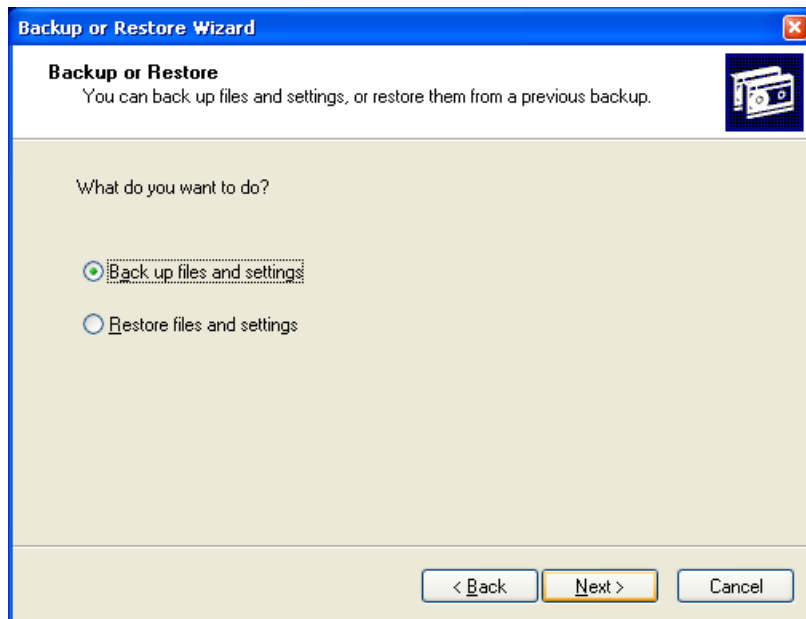 Backup or Restore Wizard
Backup or Restore
You can back up files and settings, or restore them from a previous backup.
What do you want to do?
Back up files and settings
Restore files and settings
< Back Next > Cancel